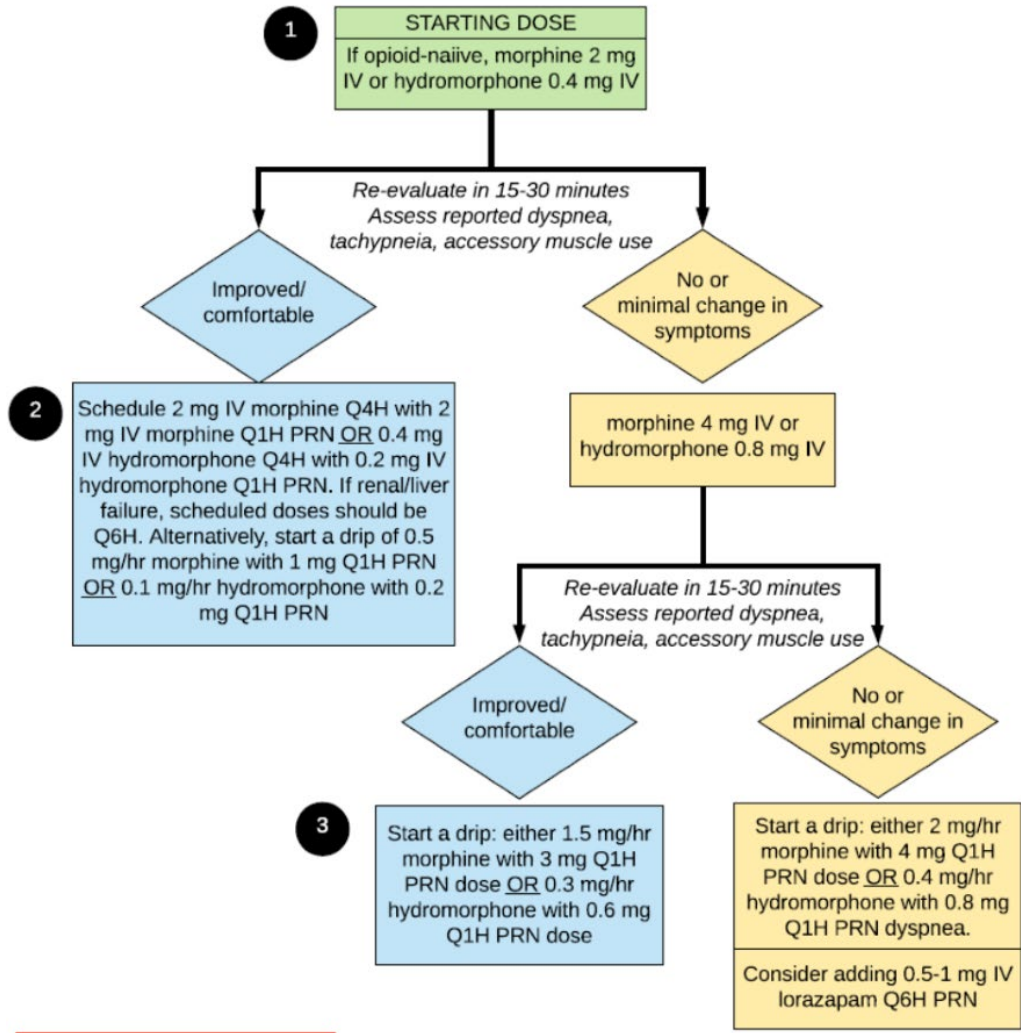 1
STARTING DOSE
If opioid-naiive, morphine 2 mg
IV or hydromorphone 0.4 mg IV
Re-evaluate in 15-30 minutes
Assess reported dyspnea,
tachypneia, accessory muscle use
Improved/
comfortable
No or
minimal change in
symptoms
2
Schedule 2 mg IV morphine Q4H with 2
mg IV morphine Q1H PRN OR 0.4 mg
IV hydromorphone Q4H with 0.2 mg IV
hydromorphone Q1H PRN. If renal/liver
failure, scheduled doses should be
Q6H. Alternatively, start a drip of 0.5
mg/hr morphine with 1 mg Q1H PRN
OR 0.1 mg/hr hydromorphone with 0.2
mg Q1H PRN
morphine 4 mg IV or
hydromorphone 0.8 mg IV
Re-evaluate in 15-30 minutes
Assess reported dyspnea,
tachypneia, accessory muscle use
Improved/
comfortable
No or
minimal change in
symptoms
3
Start a drip: either 1.5 mg/hr
morphine with 3 mg Q1H
PRN dose OR 0.3 mg/hr
hydromorphone with 0.6 mg
Q1H PRN dose
Start a drip: either 2 mg/hr
morphine with 4 mg Q1H
PRN dose OR 0.4 mg/hr
hydromorphone with 0.8 mg
Q1H PRN dyspnea.
Consider adding 0.5-1 mg IV
lorazapam Q6H PRN